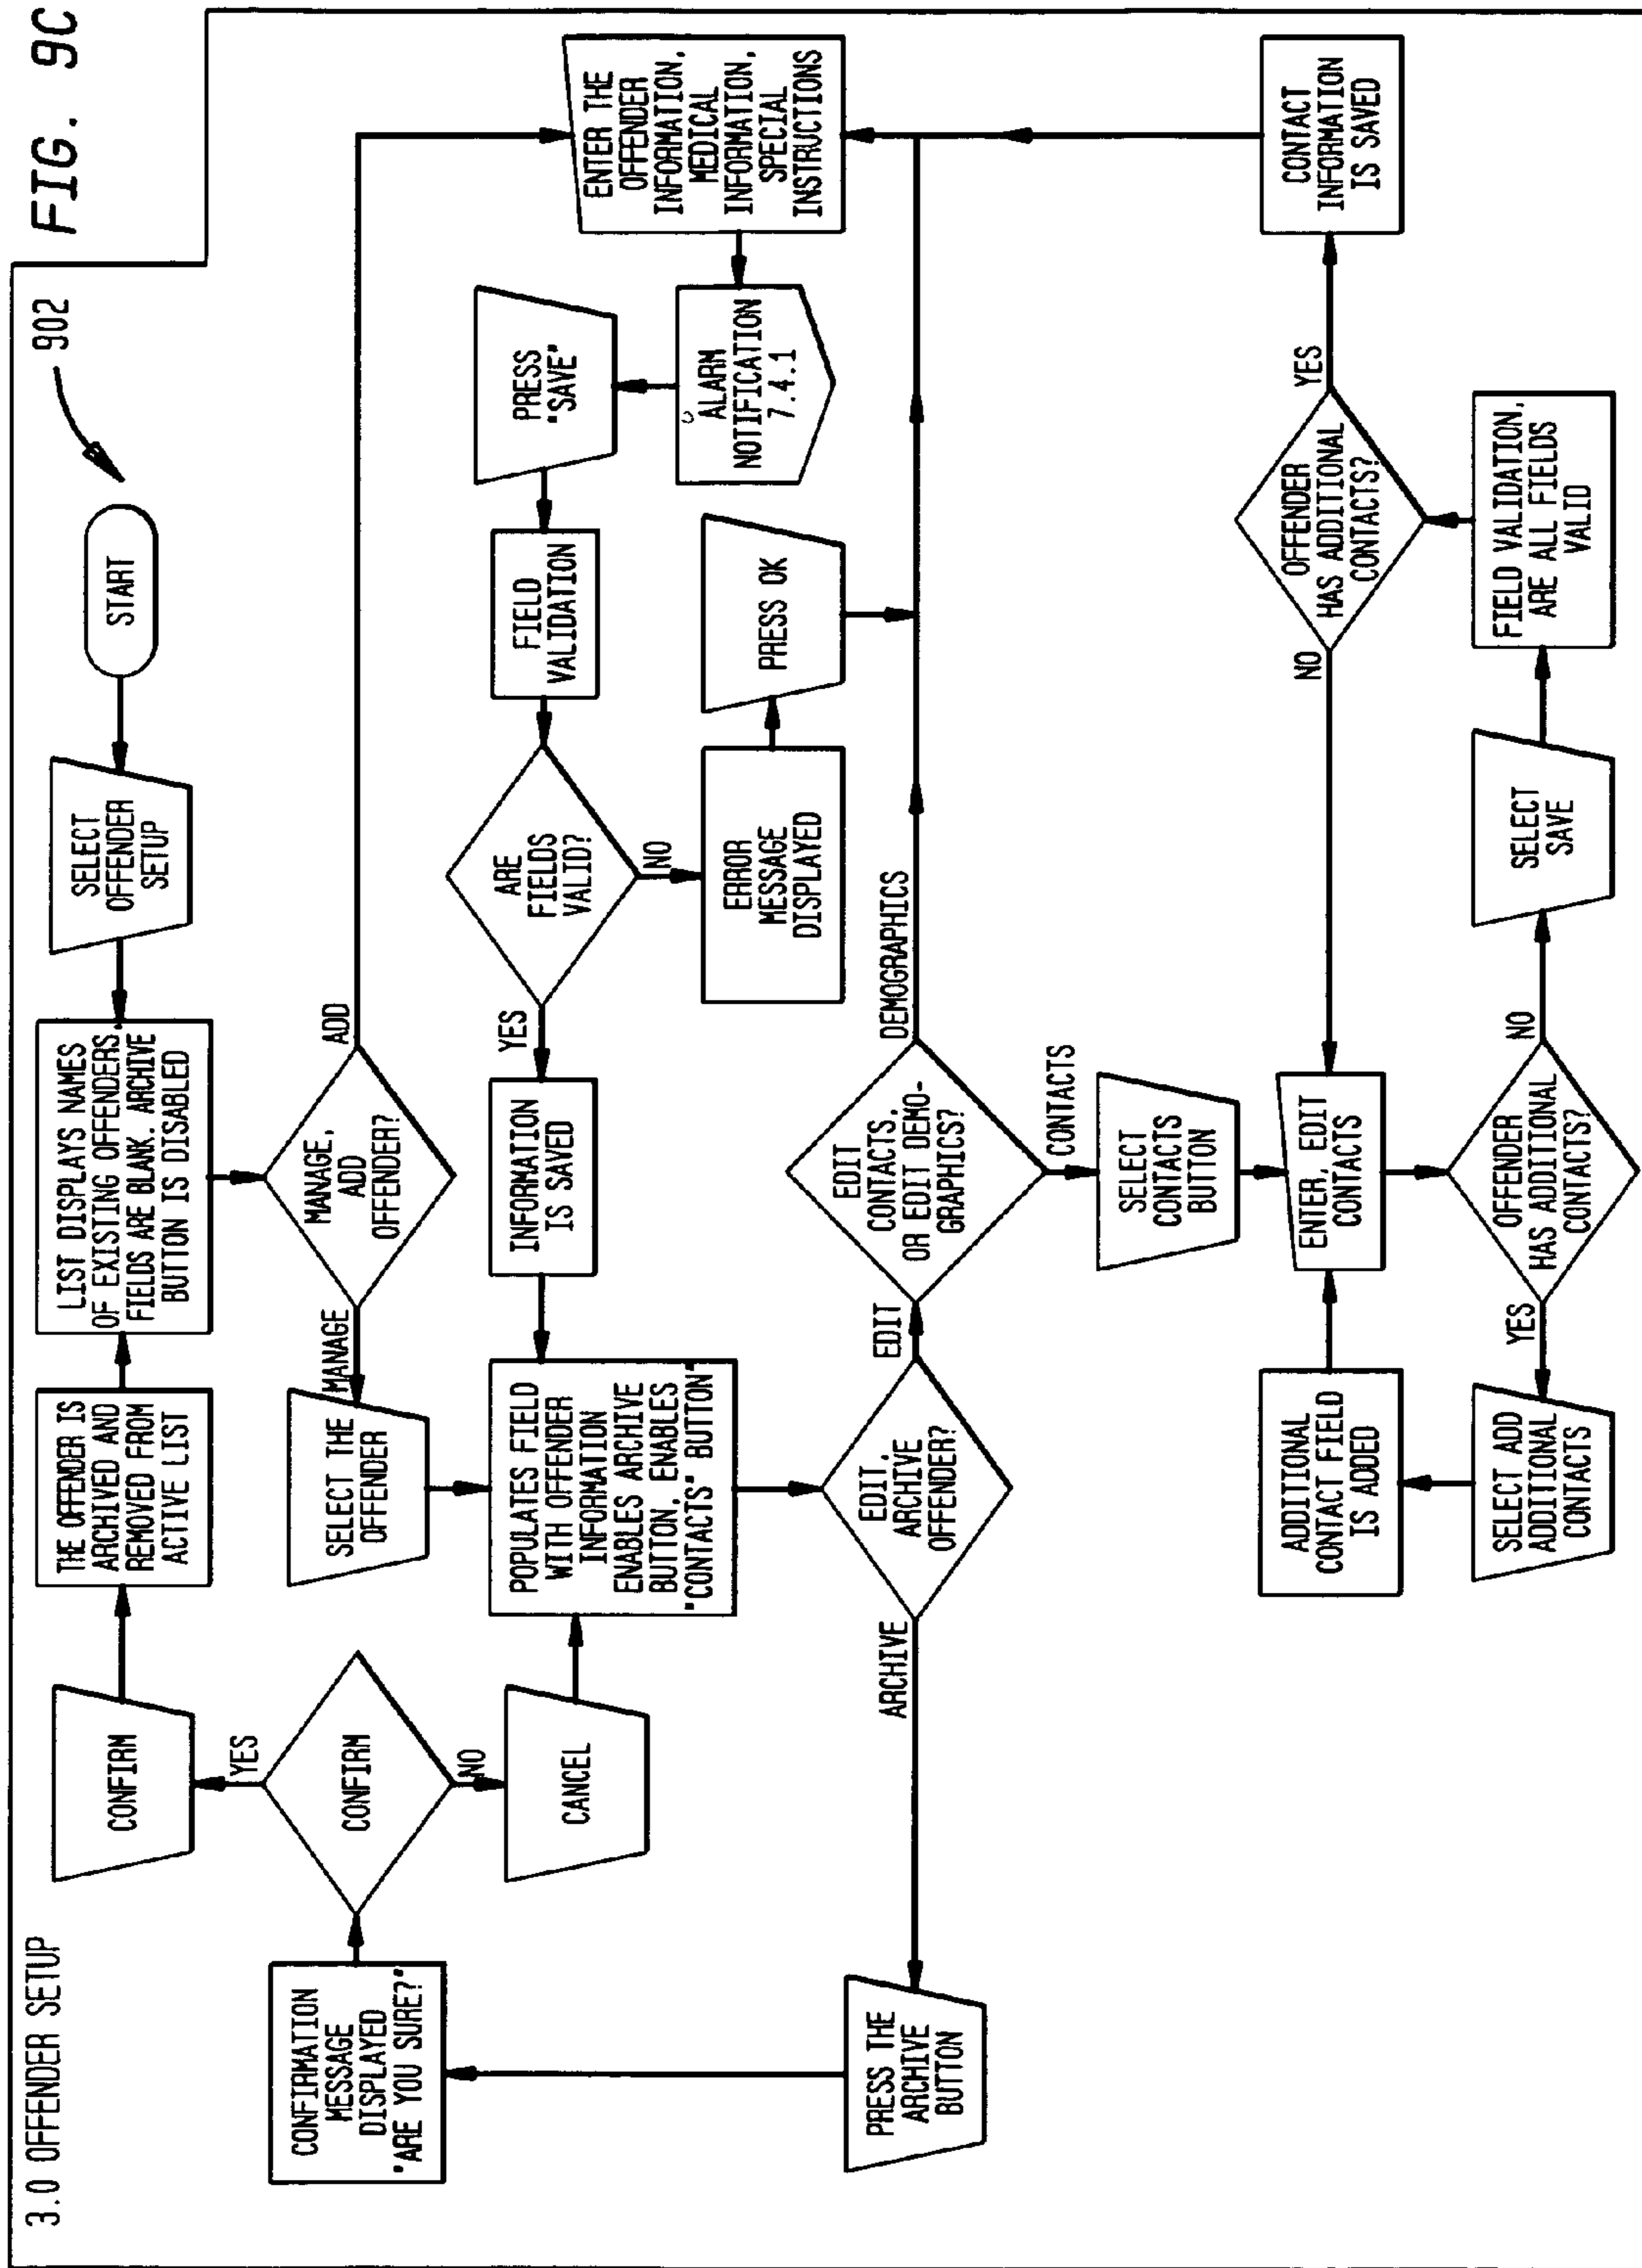 FIG. 9C
3.0 OFFENDER SETUP
902
START
SELECT
OFFENDER
SETUP
LIST DISPLAYS NAMES
OF EXISTING OFFENDERS
FIELDS ARE BLANK. ARCHIVE
BUTTON IS DISABLED
THE OFFENDER IS
ARCHIVED AND
REMOVED FROM
ACTIVE LIST
CONFIRM
YES
CONFIRM
NO
CANCEL
CONFIRMATION
MESSAGE
DISPLAYED
"ARE YOU SURE?"
MANAGE,
ADD
OFFENDER?
ADD
MANAGE
SELECT THE
OFFENDER
ENTER THE
OFFENDER
INFORMATION,
MEDICAL
INFORMATION,
SPECIAL
INSTRUCTIONS
ALARM
NOTIFICATION
7.4.1
PRESS
"SAVE"
FIELD
VALIDATION
ARE
FIELDS
VALID?
YES
NO
ERROR
MESSAGE
DISPLAYED
PRESS OK
INFORMATION
IS SAVED
POPULATES FIELD
WITH OFFENDER
INFORMATION
ENABLES ARCHIVE
BUTTON, ENABLES
"CONTACTS" BUTTON"
EDIT,
ARCHIVE
OFFENDER?
ARCHIVE
EDIT
PRESS THE
ARCHIVE
BUTTON
EDIT
CONTACTS,
OR EDIT DEMO-
GRAPHICS?
DEMOGRAPHICS
CONTACTS
SELECT
CONTACTS
BUTTON
ENTER, EDIT
CONTACTS
OFFENDER
HAS ADDITIONAL
CONTACTS?
YES
NO
SELECT ADD
ADDITIONAL
CONTACTS
ADDITIONAL
CONTACT FIELD
IS ADDED
SELECT
SAVE
FIELD VALIDATION,
ARE ALL FIELDS
VALID
OFFENDER
HAS ADDITIONAL
CONTACTS?
NO
YES
CONTACT
INFORMATION
IS SAVED